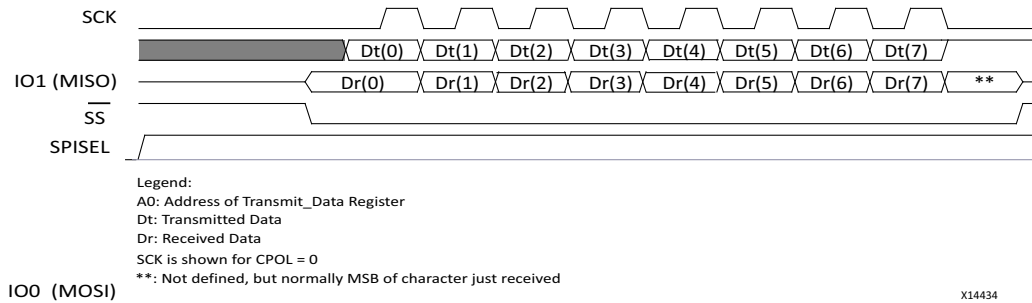 SCK
Dt(0) Dt(1) Dt(2) Dt(3) Dt(4) Dt(5) Dt(6) Dt(7)
IO1 (MISO) Dr(0) Dr(1) Dr(2) Dr(3) Dr(4) Dr(5) Dr(6) Dr(7) **
SS
SPISEL
Legend:
A0: Address of Transmit_Data Register
Dt: Transmitted Data
Dr: Received Data
SCK is shown for CPOL = 0
**: Not defined, but normally MSB of character just received
IO0 (MOSI)
X14434